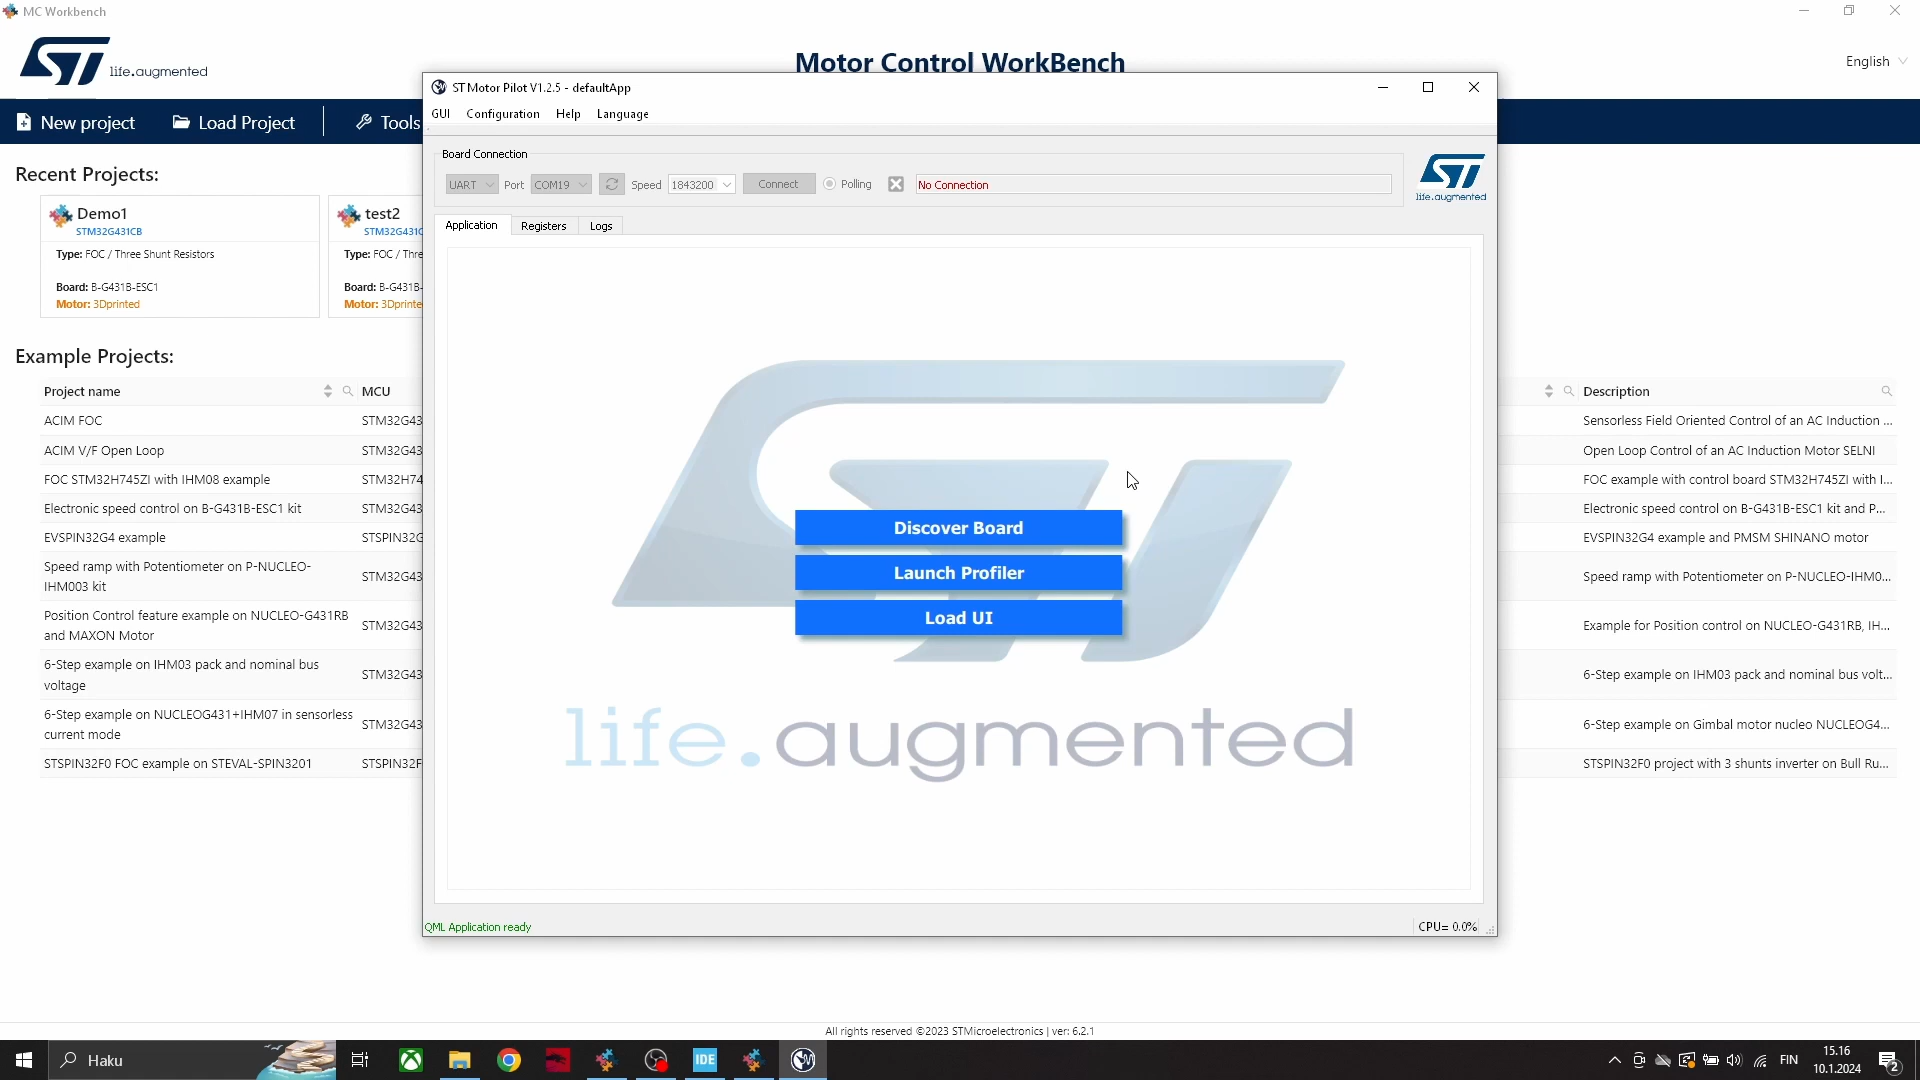 MC Workbench
life.augmented
Motor Control WorkBench
English
New project
Load Project
Tools
Recent Projects:
Demo1
STM32G431CB
Type: FOC / Three Shunt Resistors
Board: B-G431B-ESC1
Motor: 3Dprinted
test2
STM32G431C
Type: FOC / Thre
Board: B-G431B-
Motor: 3Dprinte
Example Projects:
Project name
MCU
Description
ACIM FOC
STM32G43
Sensorless Field Oriented Control of an AC Induction ...
ACIM V/F Open Loop
STM32G43
Open Loop Control of an AC Induction Motor SELNI
FOC STM32H745ZI with IHM08 example
STM32H74
FOC example with control board STM32H745ZI with I...
Electronic speed control on B-G431B-ESC1 kit
STM32G43
Electronic speed control on B-G431B-ESC1 kit and P...
EVSPIN32G4 example
STSPIN32G
EVSPIN32G4 example and PMSM SHINANO motor
Speed ramp with Potentiometer on P-NUCLEO-
IHM003 kit
STM32G43
Speed ramp with Potentiometer on P-NUCLEO-IHM0...
Position Control feature example on NUCLEO-G431RB
and MAXON Motor
STM32G43
Example for Position control on NUCLEO-G431RB, IH...
6-Step example on IHM03 pack and nominal bus
voltage
STM32G43
6-Step example on IHM03 pack and nominal bus volt...
6-Step example on NUCLEOG431+IHM07 in sensorless
current mode
STM32G43
6-Step example on Gimbal motor nucleo NUCLEOG4...
STSPIN32F0 FOC example on STEVAL-SPIN3201
STSPIN32F
STSPIN32F0 project with 3 shunts inverter on Bull Ru...
ST Motor Pilot V1.2.5 - defaultApp
GUI Configuration Help Language
Board Connection
UART Port COM19 Speed 1843200 Connect Polling No Connection
ST
life.augmented
Application Registers Logs
Discover Board
Launch Profiler
Load UI
life.augmented
QML Application ready
CPU= 0.0%
All rights reserved ©2023 STMicroelectronics | ver: 6.2.1
Haku
IDE
FIN
15.16
10.1.2024
2